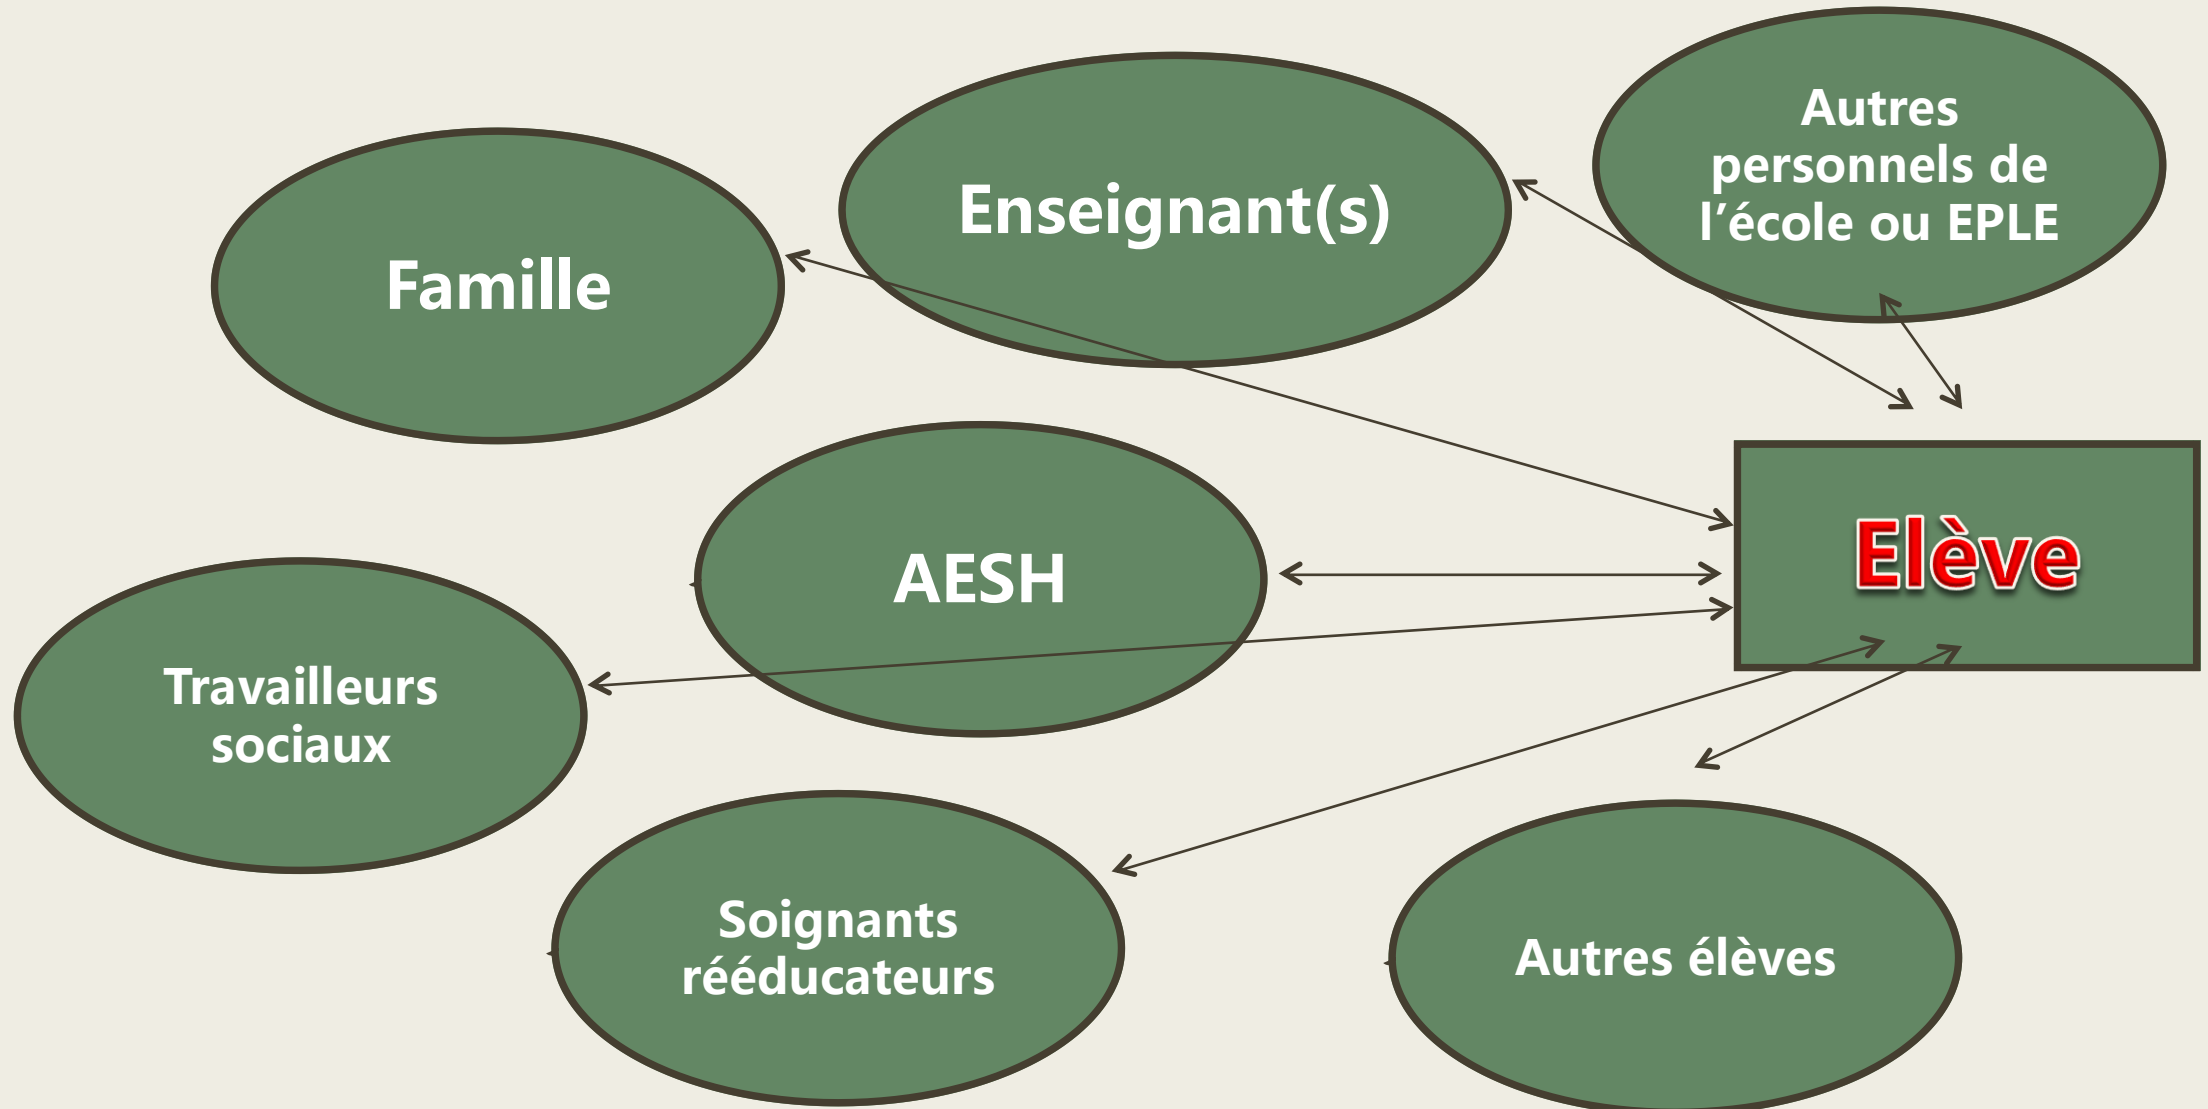 Autres
personnels de
l’école ou EPLE
Enseignant(s)
Famille
Elève
AESH
Travailleurs
sociaux
Soignants
rééducateurs
Autres élèves